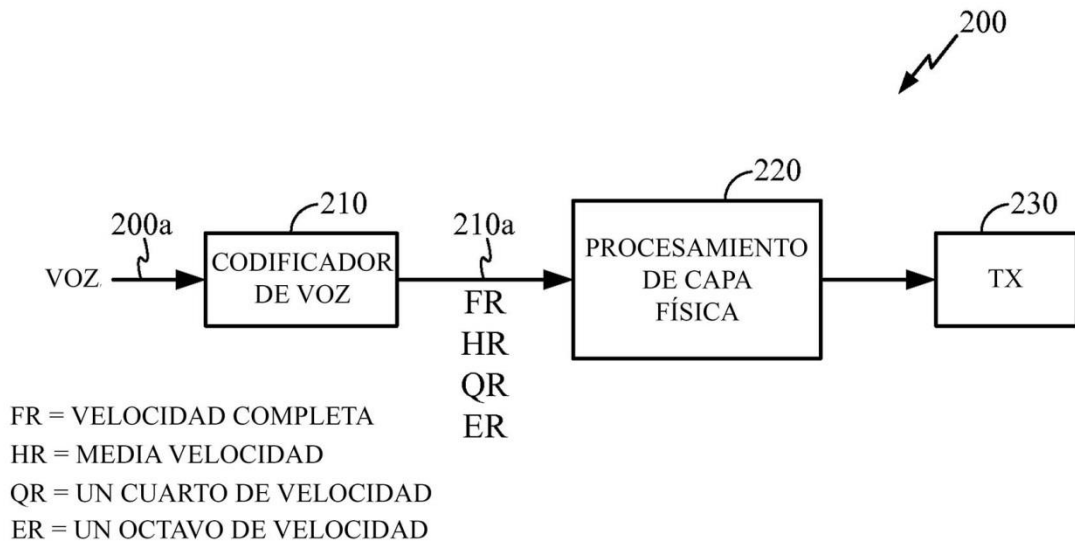 200
200a
210
210a
220
230
VOZ
CODIFICADOR
DE VOZ
PROCESAMIENTO
DE CAPA
FÍSICA
TX
FR
HR
QR
ER
FR = VELOCIDAD COMPLETA
HR = MEDIA VELOCIDAD
QR = UN CUARTO DE VELOCIDAD
ER = UN OCTAVO DE VELOCIDAD